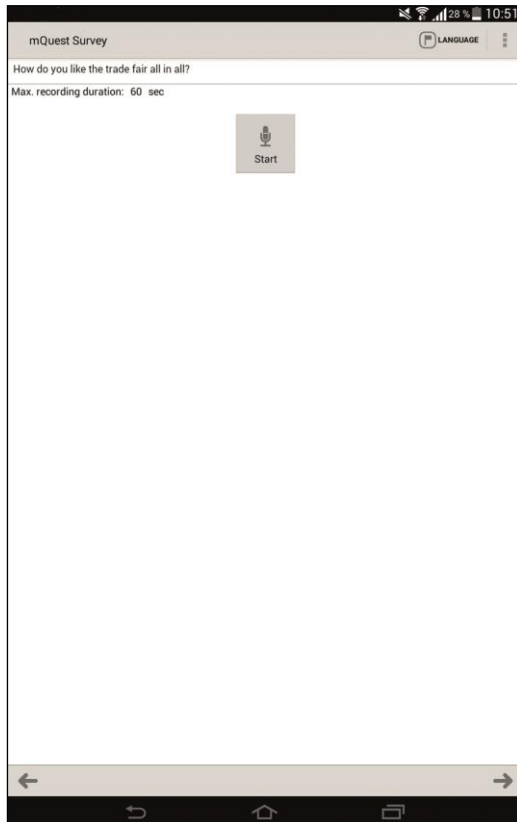 28 % 10:51
mQuest Survey LANGUAGE
How do you like the trade fair all in all?
Max. recording duration: 60 sec
Start